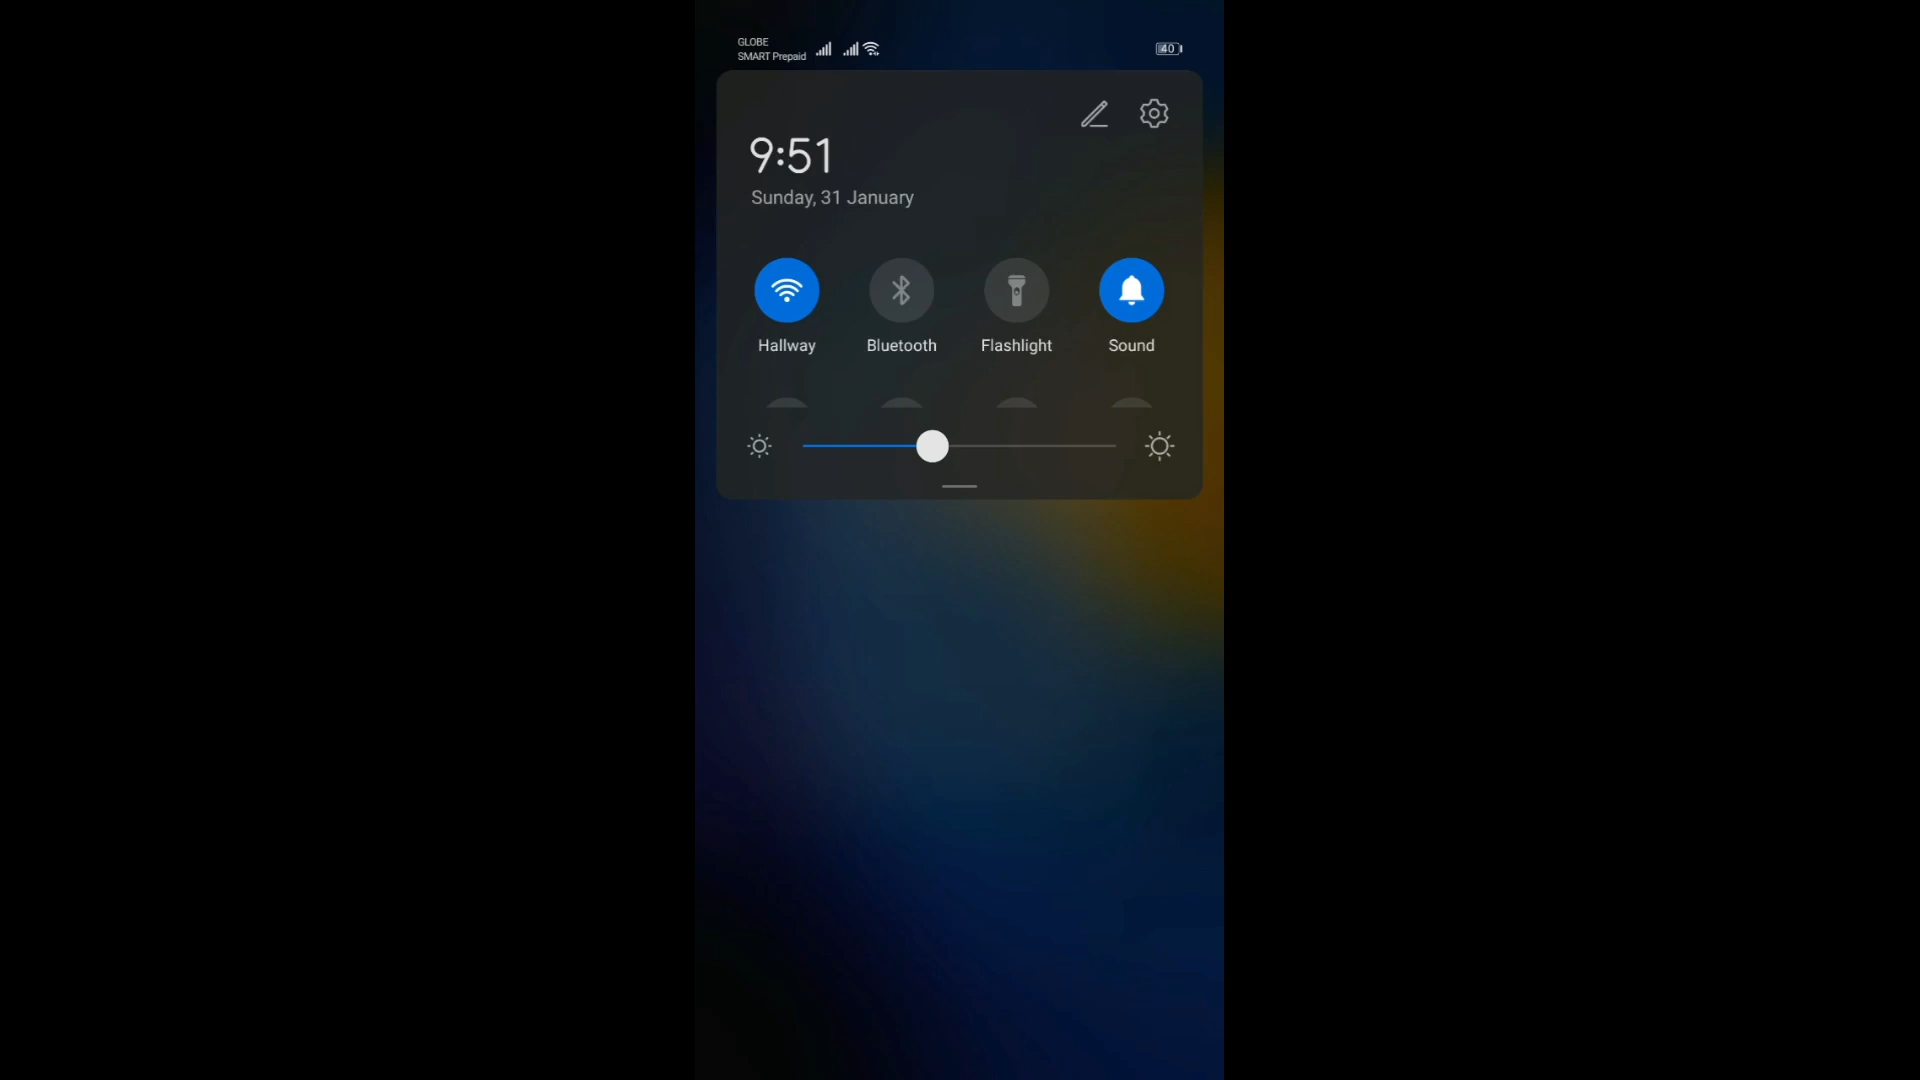 GLOBE
SMART Prepaid
40
9:51
Sunday, 31 January
Hallway
Bluetooth
Flashlight
Sound